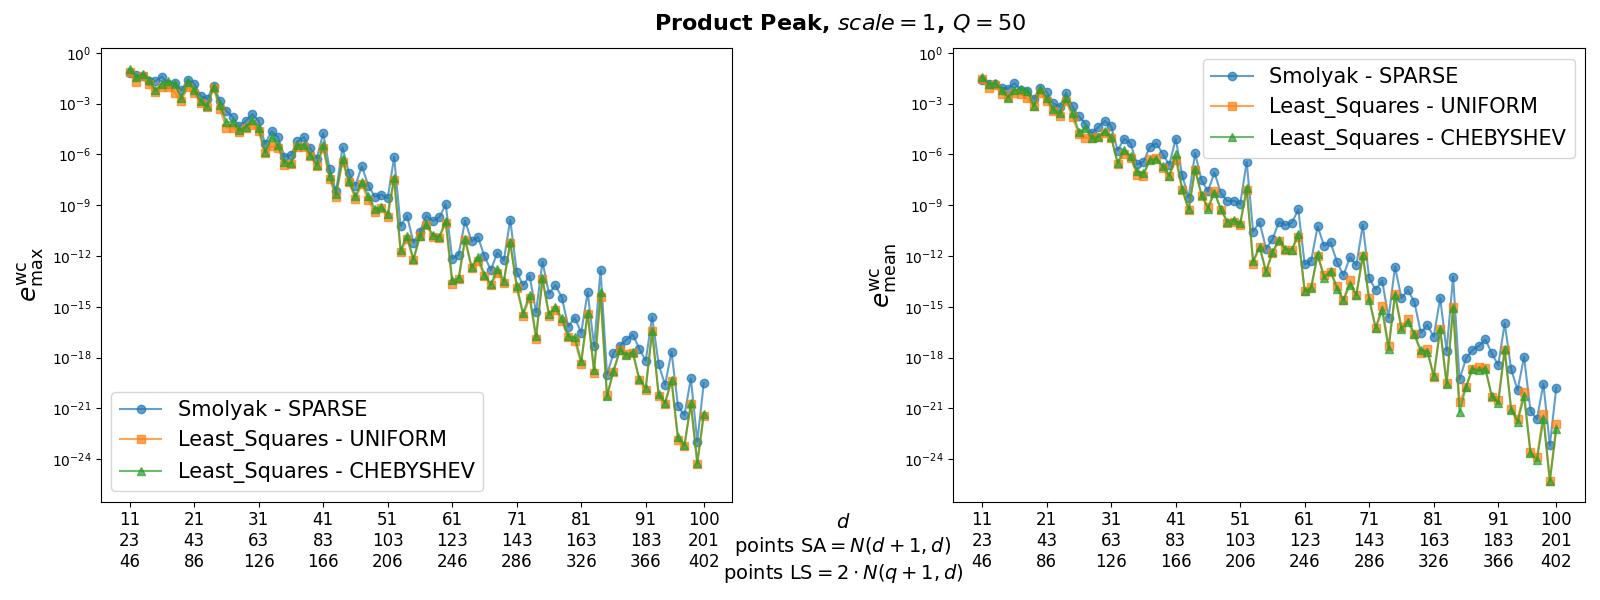 Product Peak, scale = 1, Q = 50
10^0
10^-3
10^-6
10^-9
10^-12
10^-15
10^-18
10^-21
10^-24
e^wc_max
Smolyak - SPARSE
Least_Squares - UNIFORM
Least_Squares - CHEBYSHEV
11 21 31 41 51 61 71 81 91 100
23 43 63 83 103 123 143 163 183 201
46 86 126 166 206 246 286 326 366 402
d
points SA = N(d + 1, d)
points LS = 2 · N(q + 1, d)
10^0
10^-3
10^-6
10^-9
10^-12
10^-15
10^-18
10^-21
10^-24
e^wc_mean
Smolyak - SPARSE
Least_Squares - UNIFORM
Least_Squares - CHEBYSHEV
11 21 31 41 51 61 71 81 91 100
23 43 63 83 103 123 143 163 183 201
46 86 126 166 206 246 286 326 366 402